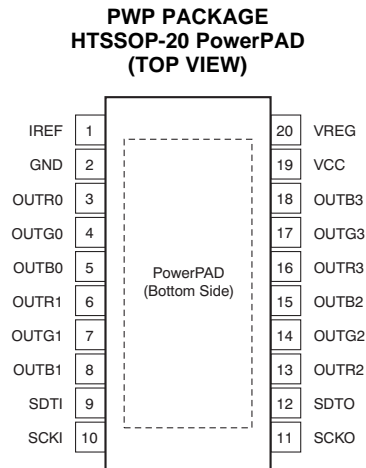 PWP PACKAGE
HTSSOP-20 PowerPAD
(TOP VIEW)
IREF 1 20 VREG
GND 2 19 VCC
OUTR0 3 18 OUTB3
OUTG0 4 17 OUTG3
OUTB0 5 16 OUTR3
PowerPAD
(Bottom Side)
OUTR1 6 15 OUTB2
OUTG1 7 14 OUTG2
OUTB1 8 13 OUTR2
SDTI 9 12 SDTO
SCKI 10 11 SCKO